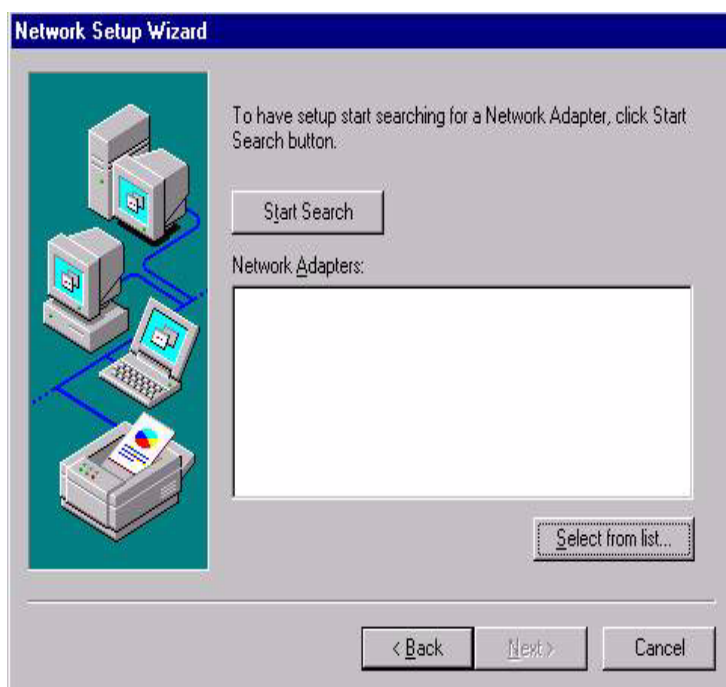 Network Setup Wizard
To have setup start searching for a Network Adapter, click Start
Search button.
Start Search
Network Adapters:
Select from list...
< Back
Next >
Cancel